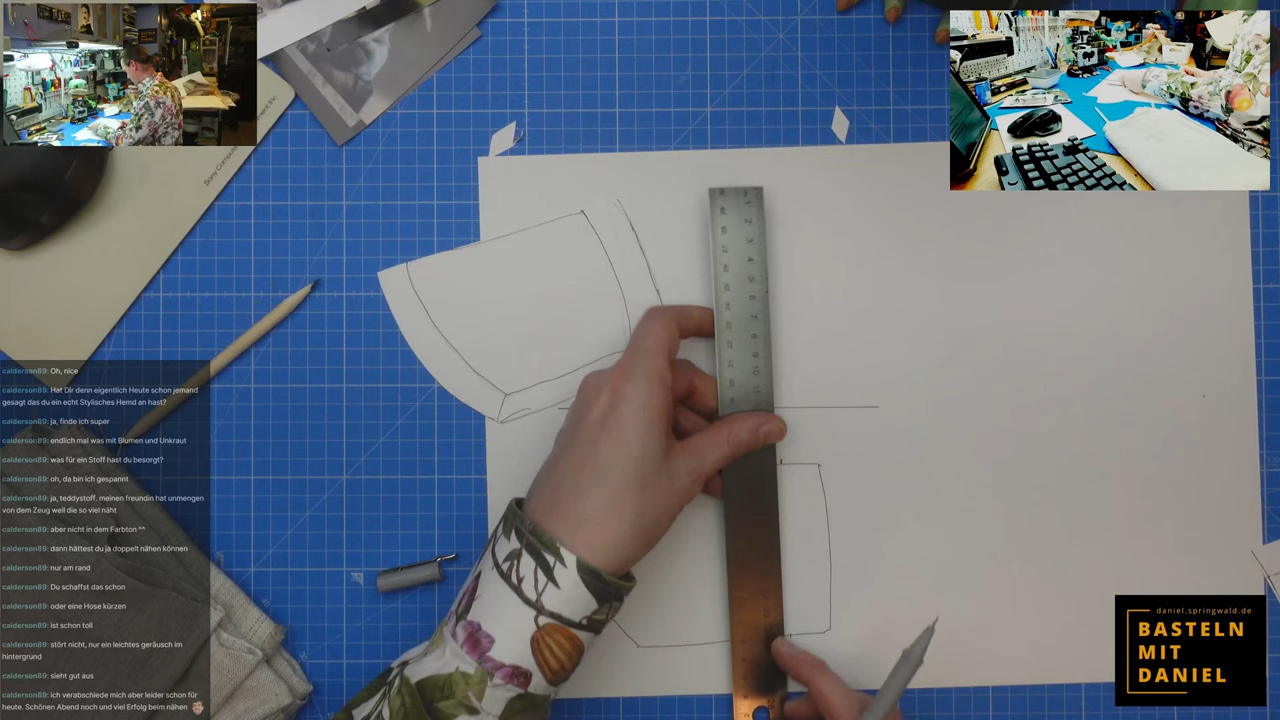 calderson89: Oh, nice
calderson89: Hat Dir denn eigentlich Heute schon jemand
gesagt das du ein echt Stylisches Hemd an hast?
calderson89: ja, finde ich super
calderson89: endlich mal was mit Blumen und Unkraut
calderson89: was für ein Stoff hast du besorgt?
calderson89: oh, da bin ich gespannt
calderson89: ja, teddystoff. meinen freundin hat unmengen
von dem Zeug weil die so viel näht
calderson89: aber nicht in dem Farbton ^^
calderson89: dann hättest du ja doppelt nähen können
calderson89: nur am rand
calderson89: Du schaffst das schon
calderson89: oder eine Hose kürzen
calderson89: ist schon toll
calderson89: stört nicht, nur ein leichtes geräusch im
hintergrund
calderson89: sieht gut aus
calderson89: ich verabschiede mich aber leider schon für
heute. Schönen Abend noch und viel Erfolg beim nähen
daniel.springwald.de
BASTELN
MIT
DANIEL